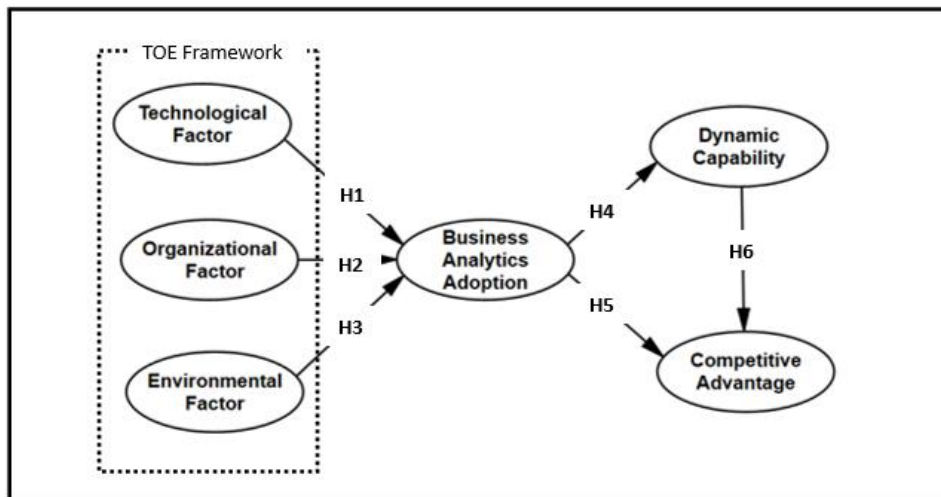 TOE Framework
Technological
Factor
H1
Organizational
Factor
H2
H3
Environmental
Factor
Business
Analytics
Adoption
H4
H5
Dynamic
Capability
H6
Competitive
Advantage